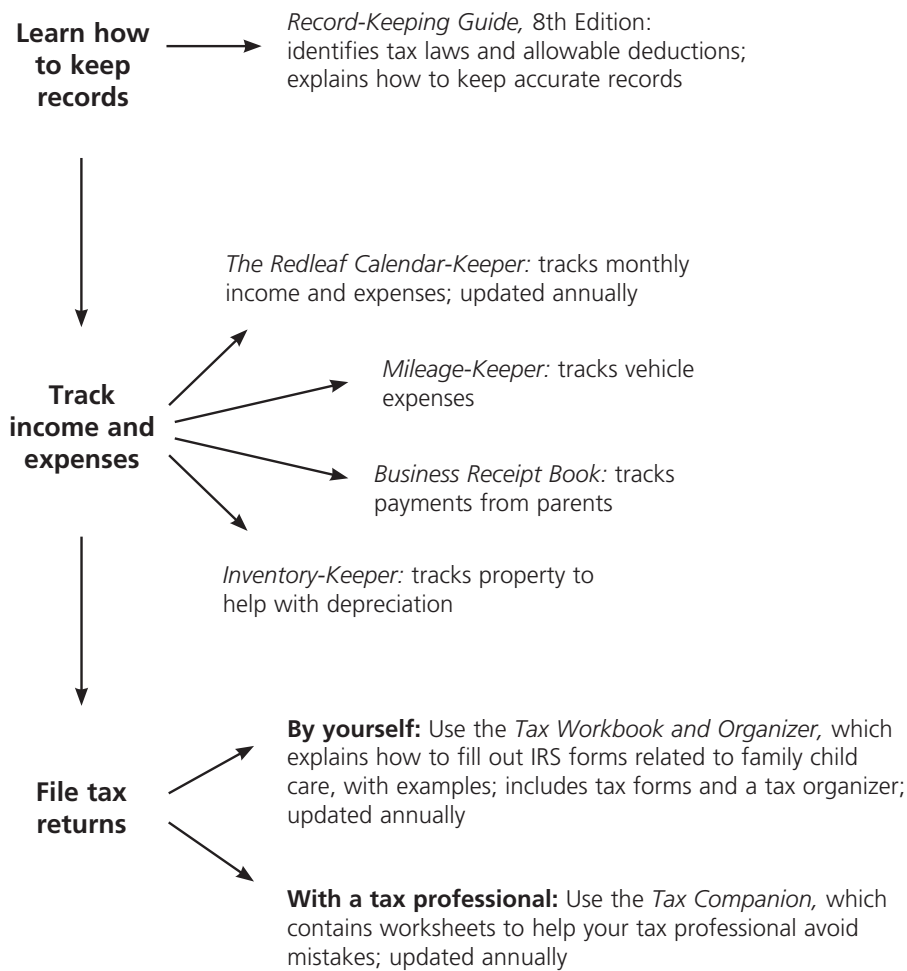 Learn how
to keep
records
Record-Keeping Guide, 8th Edition:
identifies tax laws and allowable deductions;
explains how to keep accurate records
The Redleaf Calendar-Keeper: tracks monthly
income and expenses; updated annually
Track
income and
expenses
Mileage-Keeper: tracks vehicle
expenses
Business Receipt Book: tracks
payments from parents
Inventory-Keeper: tracks property to
help with depreciation
File tax
returns
By yourself: Use the Tax Workbook and Organizer, which
explains how to fill out IRS forms related to family child
care, with examples; includes tax forms and a tax organizer;
updated annually
With a tax professional: Use the Tax Companion, which
contains worksheets to help your tax professional avoid
mistakes; updated annually